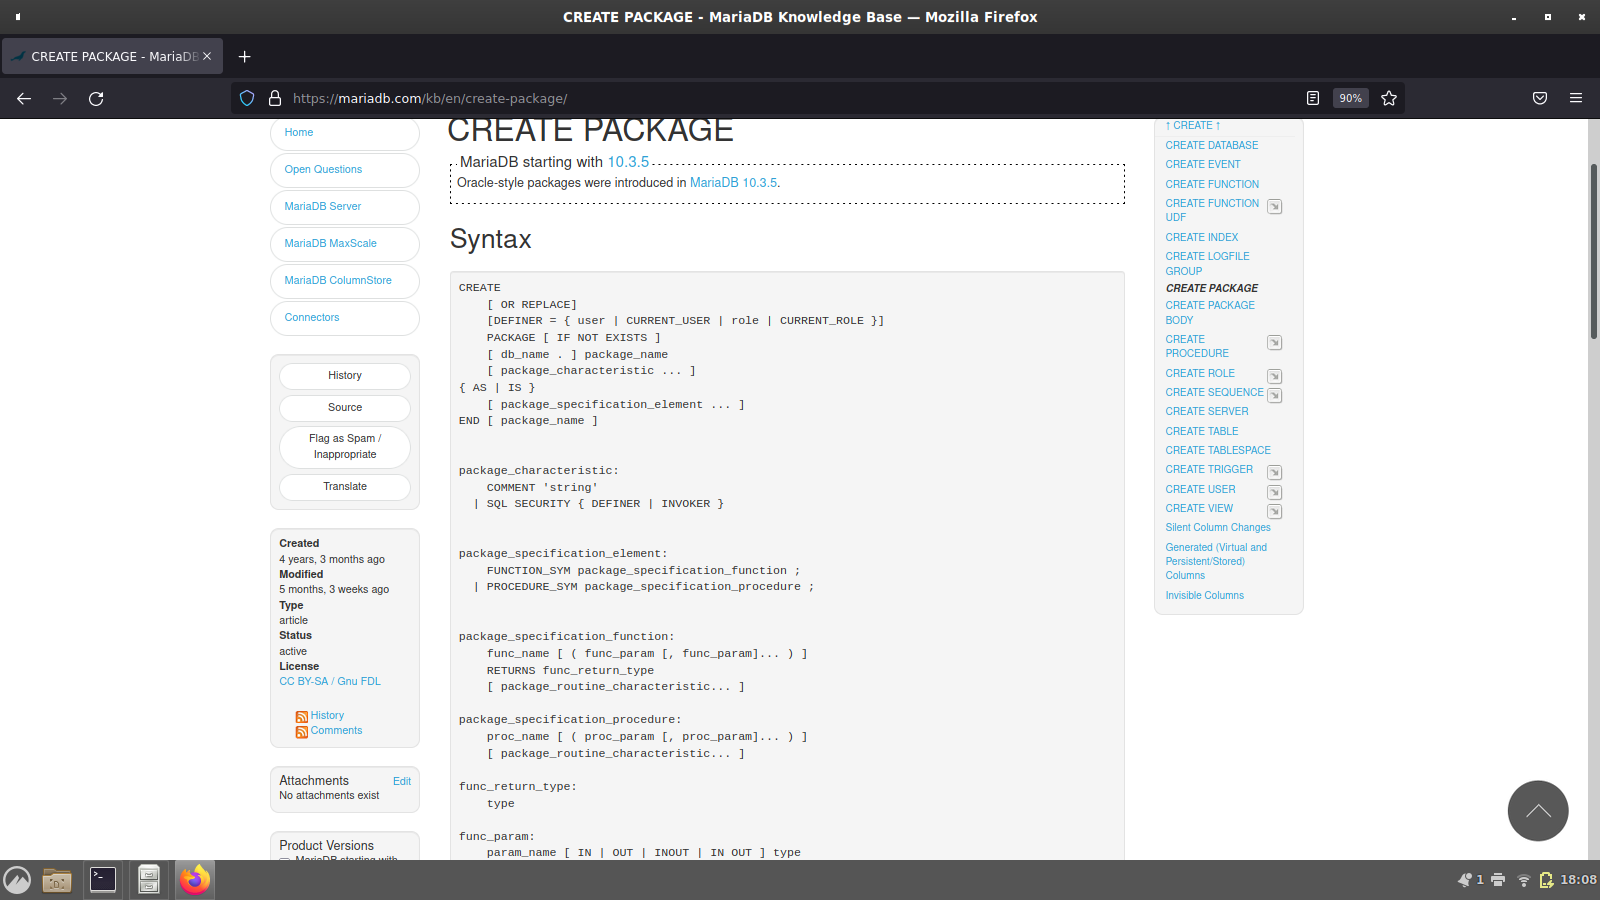 CREATE PACKAGE - MariaDB Knowledge Base — Mozilla Firefox
CREATE PACKAGE - MariaDB
https://mariadb.com/kb/en/create-package/
90%
Home
Open Questions
MariaDB Server
MariaDB MaxScale
MariaDB ColumnStore
Connectors
History
Source
Flag as Spam /
Inappropriate
Translate
Created
4 years, 3 months ago
Modified
5 months, 3 weeks ago
Type
article
Status
active
License
CC BY-SA / Gnu FDL
History
Comments
Attachments Edit
No attachments exist
Product Versions
MariaDB starting with
CREATE PACKAGE
MariaDB starting with 10.3.5
Oracle-style packages were introduced in MariaDB 10.3.5.
Syntax
CREATE
    [ OR REPLACE]
    [DEFINER = { user | CURRENT_USER | role | CURRENT_ROLE }]
    PACKAGE [ IF NOT EXISTS ]
    [ db_name . ] package_name
    [ package_characteristic ... ]
{ AS | IS }
    [ package_specification_element ... ]
END [ package_name ]
package_characteristic:
    COMMENT 'string'
  | SQL SECURITY { DEFINER | INVOKER }
package_specification_element:
    FUNCTION_SYM package_specification_function ;
  | PROCEDURE_SYM package_specification_procedure ;
package_specification_function:
    func_name [ ( func_param [, func_param]... ) ]
    RETURNS func_return_type
    [ package_routine_characteristic... ]
package_specification_procedure:
    proc_name [ ( proc_param [, proc_param]... ) ]
    [ package_routine_characteristic... ]
func_return_type:
    type
func_param:
    param_name [ IN | OUT | INOUT | IN OUT ] type
↑ CREATE ↑
CREATE DATABASE
CREATE EVENT
CREATE FUNCTION
CREATE FUNCTION
UDF
CREATE INDEX
CREATE LOGFILE
GROUP
CREATE PACKAGE
CREATE PACKAGE
BODY
CREATE
PROCEDURE
CREATE ROLE
CREATE SEQUENCE
CREATE SERVER
CREATE TABLE
CREATE TABLESPACE
CREATE TRIGGER
CREATE USER
CREATE VIEW
Silent Column Changes
Generated (Virtual and
Persistent/Stored)
Columns
Invisible Columns
1
18:08